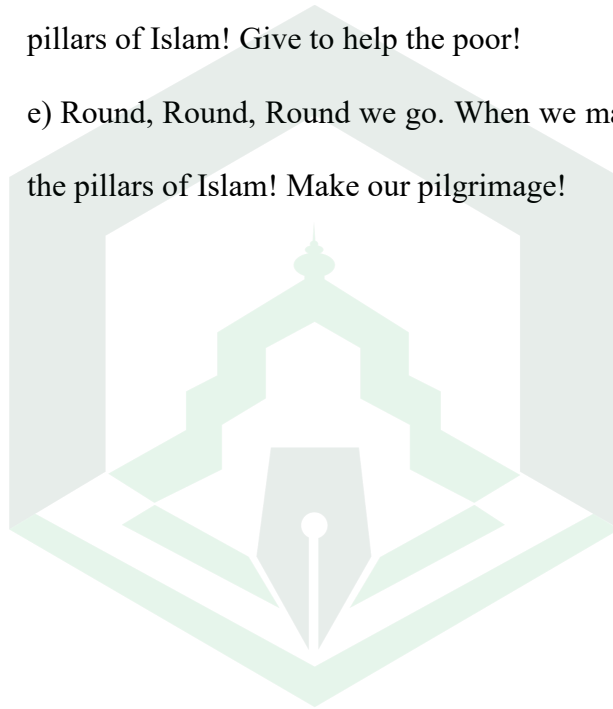 pillars of Islam! Give to help the poor!
e) Round, Round, Round we go. When we
the pillars of Islam! Make our pilgrimage!